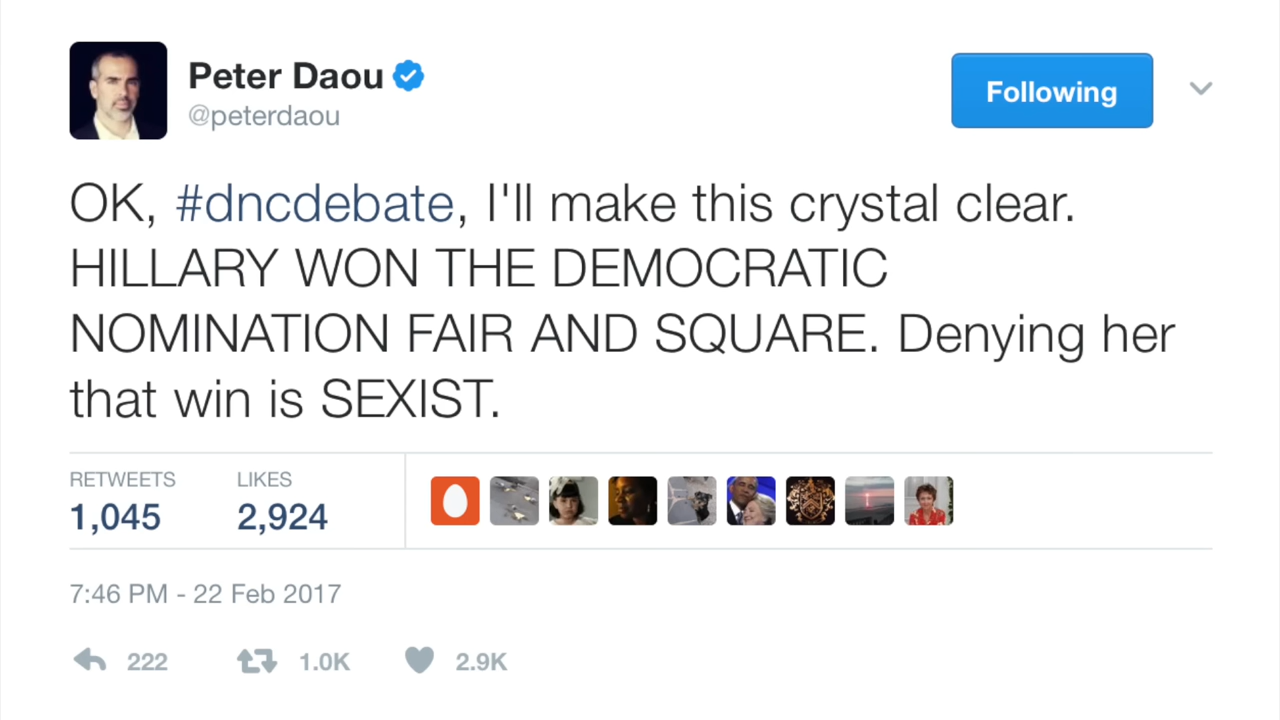 Peter Daou
@peterdaou
Following
OK, #dncdebate, I'll make this crystal clear.
HILLARY WON THE DEMOCRATIC
NOMINATION FAIR AND SQUARE. Denying her
that win is SEXIST.
RETWEETS LIKES
1,045 2,924
7:46 PM - 22 Feb 2017
222 1.0K 2.9K